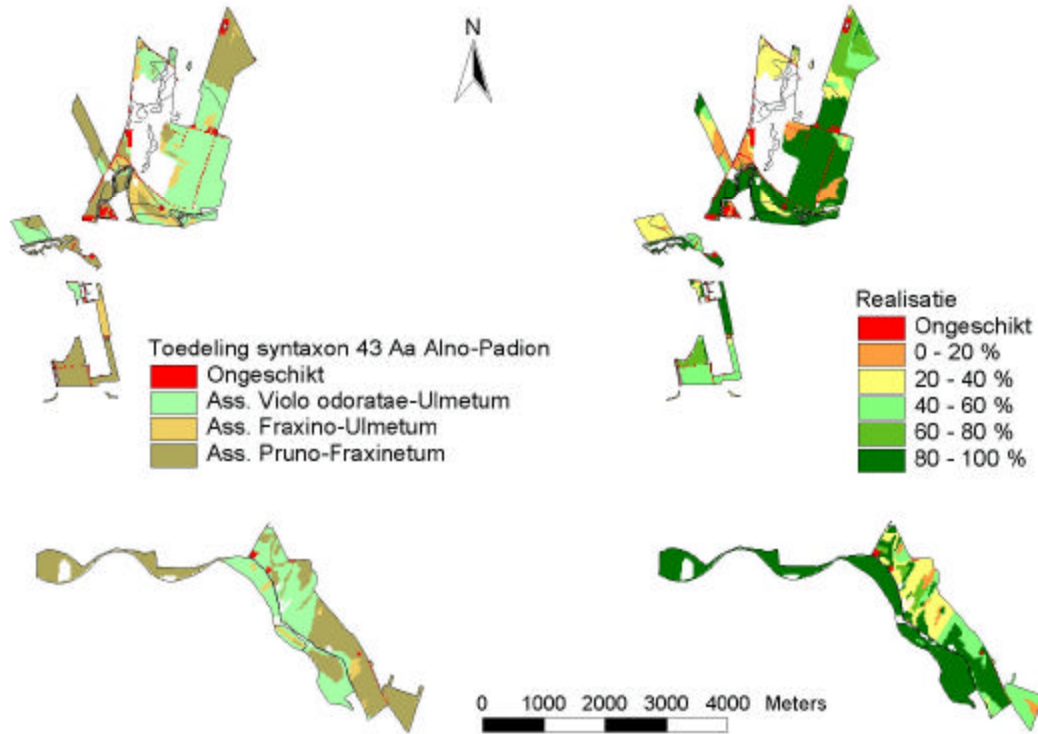 N
Toedeling syntaxon 43 Aa Alno-Padion
Ongeschikt
Ass. Violo odoratae-Ulmetum
Ass. Fraxino-Ulmetum
Ass. Pruno-Fraxinetum
Realisatie
Ongeschikt
0 - 20 %
20 - 40 %
40 - 60 %
60 - 80 %
80 - 100 %
0 1000 2000 3000 4000 Meters